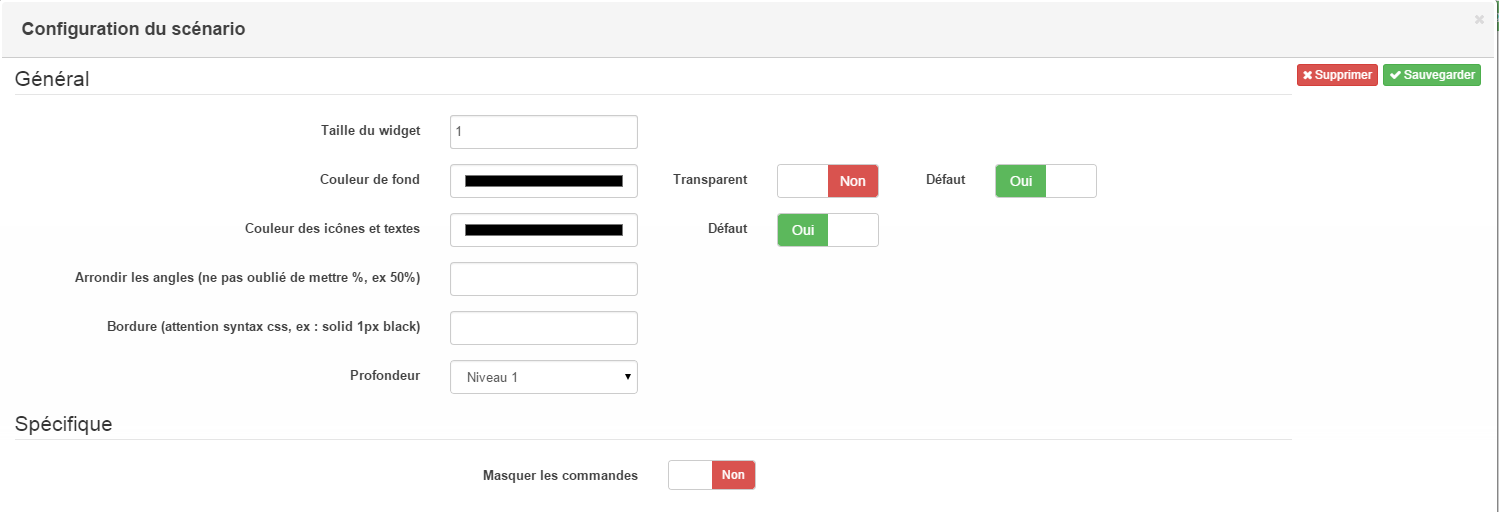 Configuration du scénario
×
Général
Supprimer
Sauvegarder
Taille du widget
1
Couleur de fond
Transparent
Non
Défaut
Oui
Couleur des icônes et textes
Défaut
Oui
Arrondir les angles (ne pas oublié de mettre %, ex 50%)
Bordure (attention syntax css, ex : solid 1px black)
Profondeur
Niveau 1
Spécifique
Masquer les commandes
Non